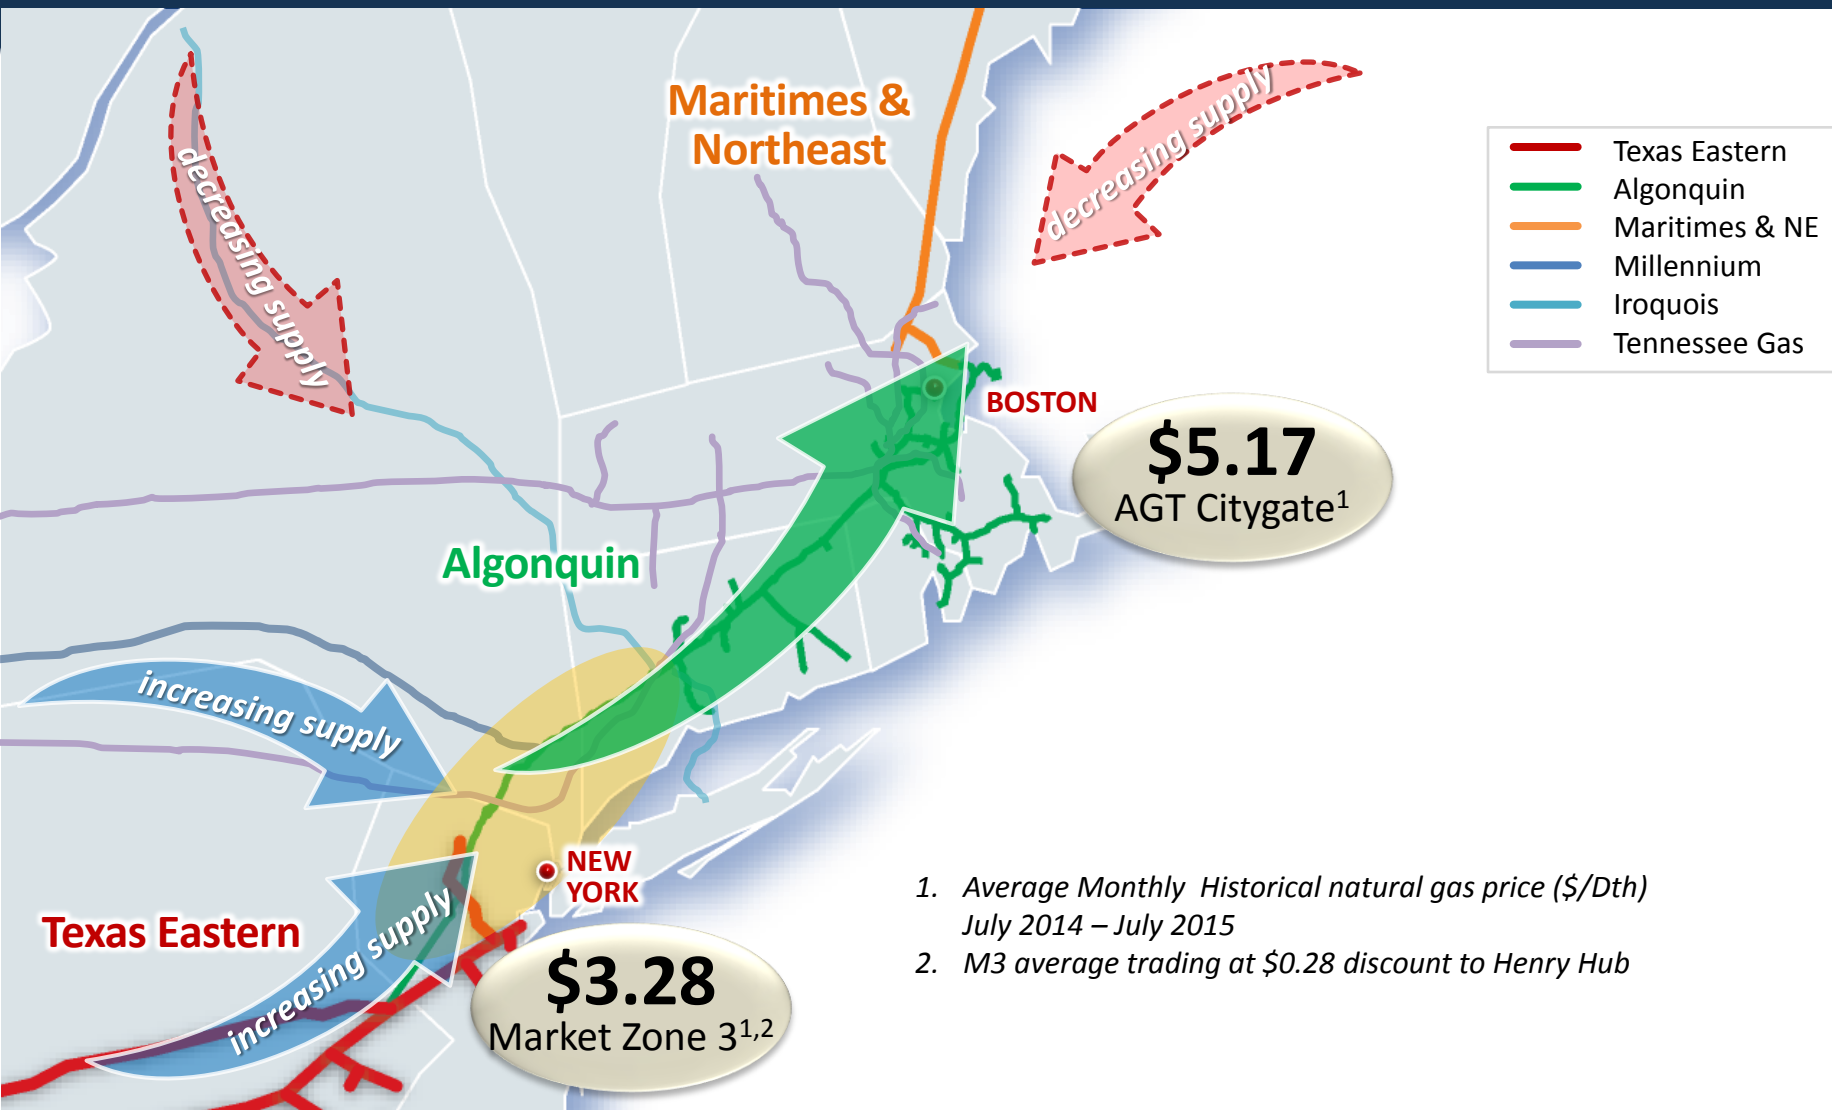 Maritimes &
Northeast
decreasing supply
decreasing supply
Texas Eastern
Algonquin
Maritimes & NE
Millennium
Iroquois
Tennessee Gas
BOSTON
$5.17
AGT Citygate¹
Algonquin
increasing supply
NEW
YORK
Texas Eastern
increasing supply
$3.28
Market Zone 3¹,²
1. Average Monthly Historical natural gas price ($/Dth)
July 2014 – July 2015
2. M3 average trading at $0.28 discount to Henry Hub